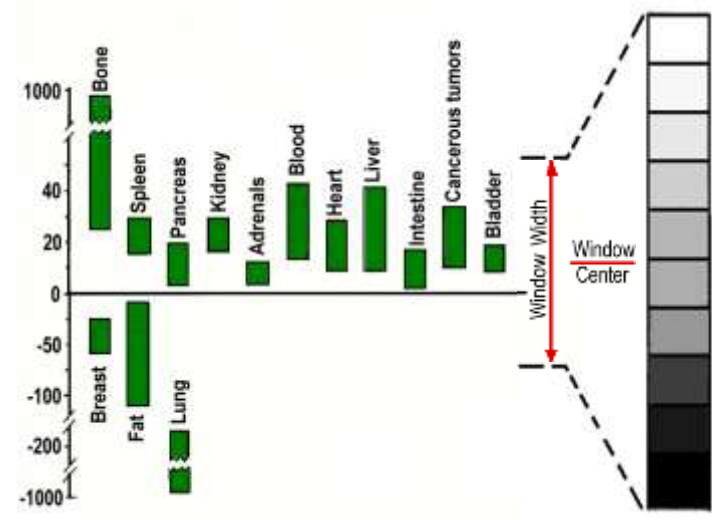 1000
40
20
0
-50
-100
-200
-1000
Bone
Spleen
Pancreas
Kidney
Adrenals
Blood
Heart
Liver
Intestine
Cancerous tumors
Bladder
Breast
Fat
Lung
Window Width
Window
Center